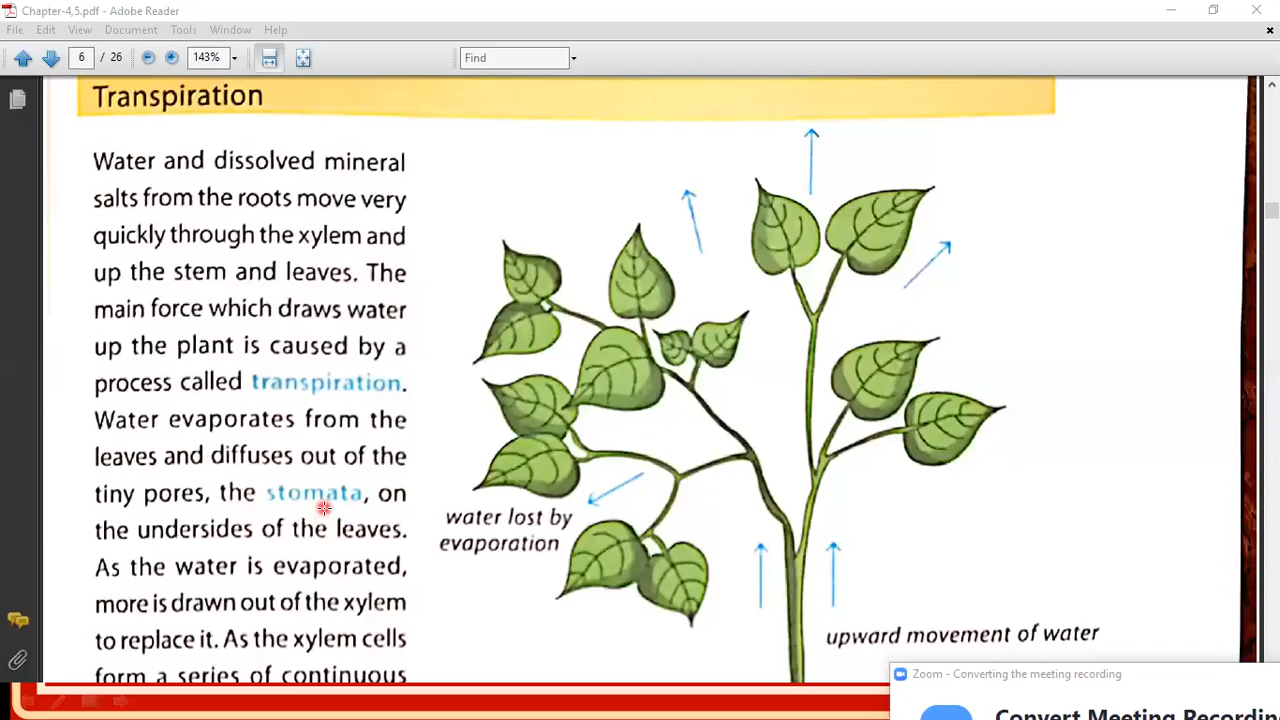 Chapter-4,5.pdf - Adobe Reader
File Edit View Document Tools Window Help
6 / 26 143% Find
Transpiration
Water and dissolved mineral
salts from the roots move very
quickly through the xylem and
up the stem and leaves. The
main force which draws water
up the plant is caused by a
process called transpiration.
Water evaporates from the
leaves and diffuses out of the
tiny pores, the stomata, on
the undersides of the leaves.
As the water is evaporated,
more is drawn out of the xylem
to replace it. As the xylem cells
form a series of continuous
water lost by
evaporation
upward movement of water
Zoom - Converting the meeting recording
Convert Meeting Recording